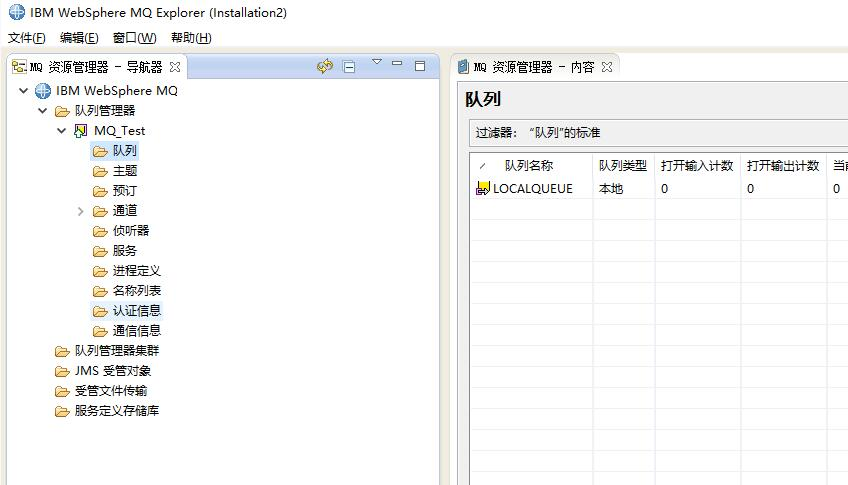 IBM WebSphere MQ Explorer (Installation2)
文件(F) 编辑(E) 窗口(W) 帮助(H)
MQ 资源管理器 - 导航器
IBM WebSphere MQ
队列管理器
MQ_Test
队列
主题
预订
通道
侦听器
服务
进程定义
名称列表
认证信息
通信信息
队列管理器集群
JMS 受管对象
受管文件传输
服务定义存储库
MQ 资源管理器 - 内容
队列
过滤器： “队列”的标准
队列名称 队列类型 打开输入计数 打开输出计数 当前
LOCALQUEUE 本地 0 0 0